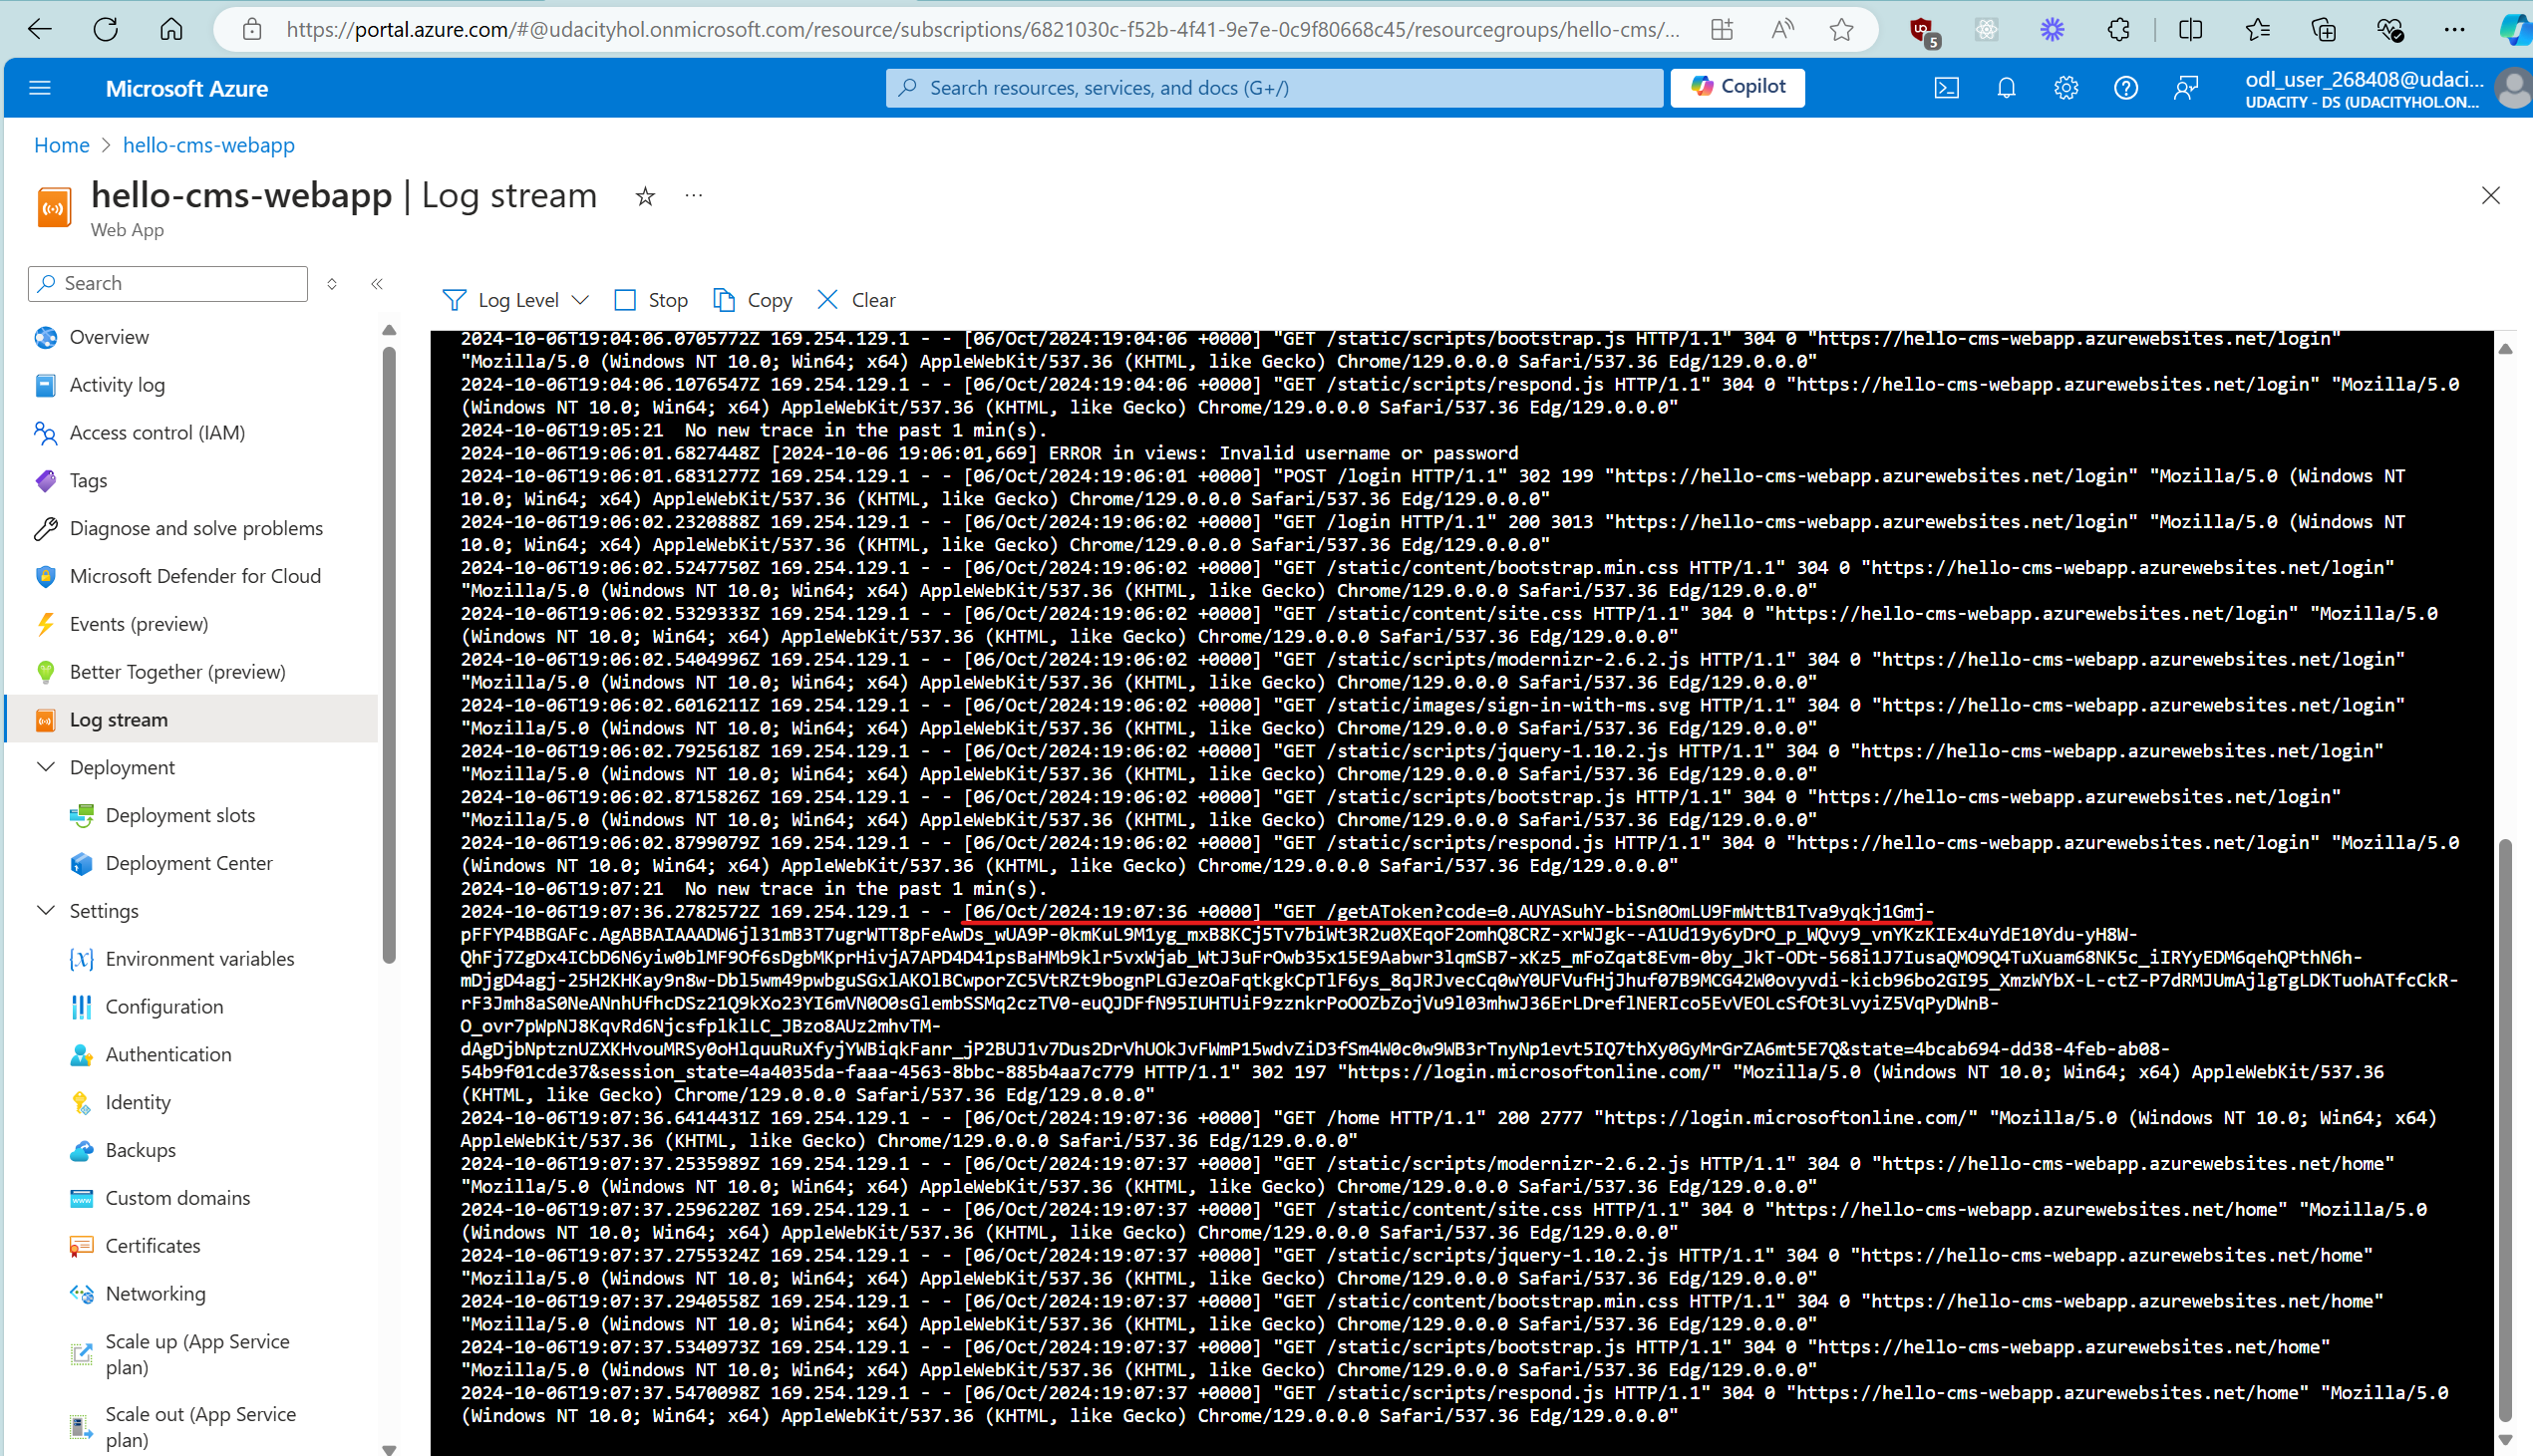 https://portal.azure.com/#@udacityhol.onmicrosoft.com/resource/subscriptions/6821030c-f52b-4f41-9e7e-0c9f80668c45/resourcegroups/hello-cms/...
5
Microsoft Azure
Search resources, services, and docs (G+/)
Copilot
odl_user_268408@udaci...
UDACITY - DS (UDACITYHOL.ON...
Home > hello-cms-webapp
hello-cms-webapp | Log stream
Web App
Search
Overview
Activity log
Access control (IAM)
Tags
Diagnose and solve problems
Microsoft Defender for Cloud
Events (preview)
Better Together (preview)
Log stream
Deployment
Deployment slots
Deployment Center
Settings
Environment variables
Configuration
Authentication
Identity
Backups
Custom domains
Certificates
Networking
Scale up (App Service
plan)
Scale out (App Service
plan)
Log Level
Stop
Copy
Clear
2024-10-06T19:04:06.0705772Z 169.254.129.1 - - [06/Oct/2024:19:04:06 +0000] "GET /static/scripts/bootstrap.js HTTP/1.1" 304 0 "https://hello-cms-webapp.azurewebsites.net/login"
"Mozilla/5.0 (Windows NT 10.0; Win64; x64) AppleWebKit/537.36 (KHTML, like Gecko) Chrome/129.0.0.0 Safari/537.36 Edg/129.0.0.0"
2024-10-06T19:04:06.1076547Z 169.254.129.1 - - [06/Oct/2024:19:04:06 +0000] "GET /static/scripts/respond.js HTTP/1.1" 304 0 "https://hello-cms-webapp.azurewebsites.net/login" "Mozilla/5.0
(Windows NT 10.0; Win64; x64) AppleWebKit/537.36 (KHTML, like Gecko) Chrome/129.0.0.0 Safari/537.36 Edg/129.0.0.0"
2024-10-06T19:05:21  No new trace in the past 1 min(s).
2024-10-06T19:06:01.6827448Z [2024-10-06 19:06:01,669] ERROR in views: Invalid username or password
2024-10-06T19:06:01.6831277Z 169.254.129.1 - - [06/Oct/2024:19:06:01 +0000] "POST /login HTTP/1.1" 302 199 "https://hello-cms-webapp.azurewebsites.net/login" "Mozilla/5.0 (Windows NT
10.0; Win64; x64) AppleWebKit/537.36 (KHTML, like Gecko) Chrome/129.0.0.0 Safari/537.36 Edg/129.0.0.0"
2024-10-06T19:06:02.2320888Z 169.254.129.1 - - [06/Oct/2024:19:06:02 +0000] "GET /login HTTP/1.1" 200 3013 "https://hello-cms-webapp.azurewebsites.net/login" "Mozilla/5.0 (Windows NT
10.0; Win64; x64) AppleWebKit/537.36 (KHTML, like Gecko) Chrome/129.0.0.0 Safari/537.36 Edg/129.0.0.0"
2024-10-06T19:06:02.5247750Z 169.254.129.1 - - [06/Oct/2024:19:06:02 +0000] "GET /static/content/bootstrap.min.css HTTP/1.1" 304 0 "https://hello-cms-webapp.azurewebsites.net/login"
"Mozilla/5.0 (Windows NT 10.0; Win64; x64) AppleWebKit/537.36 (KHTML, like Gecko) Chrome/129.0.0.0 Safari/537.36 Edg/129.0.0.0"
2024-10-06T19:06:02.5329333Z 169.254.129.1 - - [06/Oct/2024:19:06:02 +0000] "GET /static/content/site.css HTTP/1.1" 304 0 "https://hello-cms-webapp.azurewebsites.net/login" "Mozilla/5.0
(Windows NT 10.0; Win64; x64) AppleWebKit/537.36 (KHTML, like Gecko) Chrome/129.0.0.0 Safari/537.36 Edg/129.0.0.0"
2024-10-06T19:06:02.5404996Z 169.254.129.1 - - [06/Oct/2024:19:06:02 +0000] "GET /static/scripts/modernizr-2.6.2.js HTTP/1.1" 304 0 "https://hello-cms-webapp.azurewebsites.net/login"
"Mozilla/5.0 (Windows NT 10.0; Win64; x64) AppleWebKit/537.36 (KHTML, like Gecko) Chrome/129.0.0.0 Safari/537.36 Edg/129.0.0.0"
2024-10-06T19:06:02.6016211Z 169.254.129.1 - - [06/Oct/2024:19:06:02 +0000] "GET /static/images/sign-in-with-ms.svg HTTP/1.1" 304 0 "https://hello-cms-webapp.azurewebsites.net/login"
"Mozilla/5.0 (Windows NT 10.0; Win64; x64) AppleWebKit/537.36 (KHTML, like Gecko) Chrome/129.0.0.0 Safari/537.36 Edg/129.0.0.0"
2024-10-06T19:06:02.7925618Z 169.254.129.1 - - [06/Oct/2024:19:06:02 +0000] "GET /static/scripts/jquery-1.10.2.js HTTP/1.1" 304 0 "https://hello-cms-webapp.azurewebsites.net/login"
"Mozilla/5.0 (Windows NT 10.0; Win64; x64) AppleWebKit/537.36 (KHTML, like Gecko) Chrome/129.0.0.0 Safari/537.36 Edg/129.0.0.0"
2024-10-06T19:06:02.8715826Z 169.254.129.1 - - [06/Oct/2024:19:06:02 +0000] "GET /static/scripts/bootstrap.js HTTP/1.1" 304 0 "https://hello-cms-webapp.azurewebsites.net/login"
"Mozilla/5.0 (Windows NT 10.0; Win64; x64) AppleWebKit/537.36 (KHTML, like Gecko) Chrome/129.0.0.0 Safari/537.36 Edg/129.0.0.0"
2024-10-06T19:06:02.8799079Z 169.254.129.1 - - [06/Oct/2024:19:06:02 +0000] "GET /static/scripts/respond.js HTTP/1.1" 304 0 "https://hello-cms-webapp.azurewebsites.net/login" "Mozilla/5.0
(Windows NT 10.0; Win64; x64) AppleWebKit/537.36 (KHTML, like Gecko) Chrome/129.0.0.0 Safari/537.36 Edg/129.0.0.0"
2024-10-06T19:07:21  No new trace in the past 1 min(s).
2024-10-06T19:07:36.2782572Z 169.254.129.1 - - [06/Oct/2024:19:07:36 +0000] "GET /getAToken?code=0.AUYASuhY-biSn0OmLU9FmWttB1Tva9yqkj1Gmj-
pFFYP4BBGAFc.AgABBAIAAADW6jl31mB3T7ugrWTT8pFeAwDs_wUA9P-0kmKuL9M1yg_mxB8KCj5Tv7biWt3R2u0XEqoF2omhQ8CRZ-xrWJgk--A1Ud19y6yDrO_p_WQvy9_vnYKzKIEx4uYdE10Ydu-yH8W-
QhFj7ZgDx4ICbD6N6yiw0blMF9Of6sDgbMKprHivjA7APD4D41psBaHMb9klr5vxWjab_WtJ3uFrOwb35x15E9Aabwr3lqmSB7-xKz5_mFoZqat8Evm-0by_JkT-ODt-568i1J7IusaQMO9Q4TuXuam68NK5c_iIRYyEDM6qehQPthN6h-
mDjgD4agj-25H2KHKay9n8w-Dbl5wm49pwbguSGxlAKOlBCwporZC5VtRZt9bognPLGJezOaFqtkgkCpTlF6ys_8qJRJvecCq0wY0UFVufHjJhuf07B9MCG42W0ovyvdi-kicb96bo2GI95_XmzWYbX-L-ctZ-P7dRMJUmAjlgTgLDKTuohATfcCkR-
rF3Jmh8aS0NeANnhUfhcDSz21Q9kXo23YI6mVN0O0sGlembSSMq2czTV0-euQJDFfN95IUHTUiF9zznkrPoOOZbZojVu9l03mhwJ36ErLDreflNERIco5EvVEOLcSfOt3LvyiZ5VqPyDWnB-
O_ovr7pWpNJ8KqvRd6NjcsfplklLC_JBzo8AUz2mhvTM-
dAgDjbNptznUZXKHvouMRSy0oHlquuRuXfyjYWBiqkFanr_jP2BUJ1v7Dus2DrVhUOkJvFWmP15wdvZiD3fSm4W0c0w9WB3rTnyNp1evt5IQ7thXy0GyMrGrZA6mt5E7Q&state=4bcab694-dd38-4feb-ab08-
54b9f01cde37&session_state=4a4035da-faaa-4563-8bbc-885b4aa7c779 HTTP/1.1" 302 197 "https://login.microsoftonline.com/" "Mozilla/5.0 (Windows NT 10.0; Win64; x64) AppleWebKit/537.36
(KHTML, like Gecko) Chrome/129.0.0.0 Safari/537.36 Edg/129.0.0.0"
2024-10-06T19:07:36.6414431Z 169.254.129.1 - - [06/Oct/2024:19:07:36 +0000] "GET /home HTTP/1.1" 200 2777 "https://login.microsoftonline.com/" "Mozilla/5.0 (Windows NT 10.0; Win64; x64)
AppleWebKit/537.36 (KHTML, like Gecko) Chrome/129.0.0.0 Safari/537.36 Edg/129.0.0.0"
2024-10-06T19:07:37.2535989Z 169.254.129.1 - - [06/Oct/2024:19:07:37 +0000] "GET /static/scripts/modernizr-2.6.2.js HTTP/1.1" 304 0 "https://hello-cms-webapp.azurewebsites.net/home"
"Mozilla/5.0 (Windows NT 10.0; Win64; x64) AppleWebKit/537.36 (KHTML, like Gecko) Chrome/129.0.0.0 Safari/537.36 Edg/129.0.0.0"
2024-10-06T19:07:37.2596220Z 169.254.129.1 - - [06/Oct/2024:19:07:37 +0000] "GET /static/content/site.css HTTP/1.1" 304 0 "https://hello-cms-webapp.azurewebsites.net/home" "Mozilla/5.0
(Windows NT 10.0; Win64; x64) AppleWebKit/537.36 (KHTML, like Gecko) Chrome/129.0.0.0 Safari/537.36 Edg/129.0.0.0"
2024-10-06T19:07:37.2755324Z 169.254.129.1 - - [06/Oct/2024:19:07:37 +0000] "GET /static/scripts/jquery-1.10.2.js HTTP/1.1" 304 0 "https://hello-cms-webapp.azurewebsites.net/home"
"Mozilla/5.0 (Windows NT 10.0; Win64; x64) AppleWebKit/537.36 (KHTML, like Gecko) Chrome/129.0.0.0 Safari/537.36 Edg/129.0.0.0"
2024-10-06T19:07:37.2940558Z 169.254.129.1 - - [06/Oct/2024:19:07:37 +0000] "GET /static/content/bootstrap.min.css HTTP/1.1" 304 0 "https://hello-cms-webapp.azurewebsites.net/home"
"Mozilla/5.0 (Windows NT 10.0; Win64; x64) AppleWebKit/537.36 (KHTML, like Gecko) Chrome/129.0.0.0 Safari/537.36 Edg/129.0.0.0"
2024-10-06T19:07:37.5340973Z 169.254.129.1 - - [06/Oct/2024:19:07:37 +0000] "GET /static/scripts/bootstrap.js HTTP/1.1" 304 0 "https://hello-cms-webapp.azurewebsites.net/home"
"Mozilla/5.0 (Windows NT 10.0; Win64; x64) AppleWebKit/537.36 (KHTML, like Gecko) Chrome/129.0.0.0 Safari/537.36 Edg/129.0.0.0"
2024-10-06T19:07:37.5470098Z 169.254.129.1 - - [06/Oct/2024:19:07:37 +0000] "GET /static/scripts/respond.js HTTP/1.1" 304 0 "https://hello-cms-webapp.azurewebsites.net/home" "Mozilla/5.0
(Windows NT 10.0; Win64; x64) AppleWebKit/537.36 (KHTML, like Gecko) Chrome/129.0.0.0 Safari/537.36 Edg/129.0.0.0"